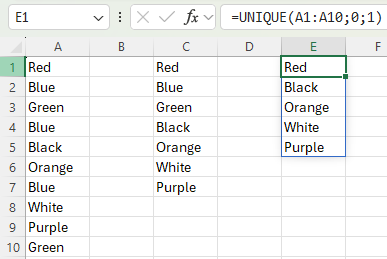 E1 fx =UNIQUE(A1:A10;0;1)
A B C D E F
1 Red Red Red
2 Blue Blue Black
3 Green Green Orange
4 Blue Black White
5 Black Orange Purple
6 Orange White
7 Blue Purple
8 White
9 Purple
10 Green